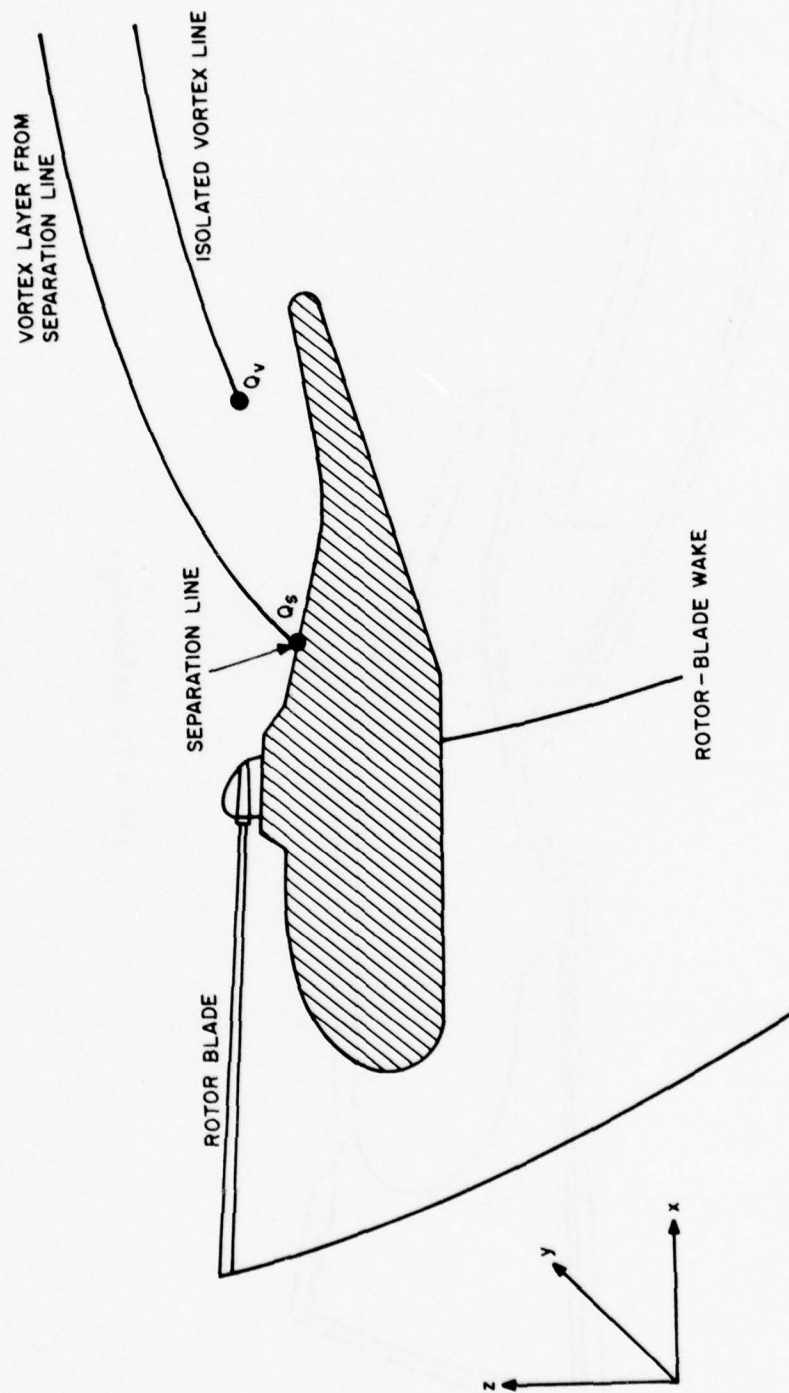 VORTEX LAYER FROM
SEPARATION LINE
ISOLATED VORTEX LINE
Qv
SEPARATION LINE
Qs
ROTOR BLADE
ROTOR-BLADE WAKE
z
y
x